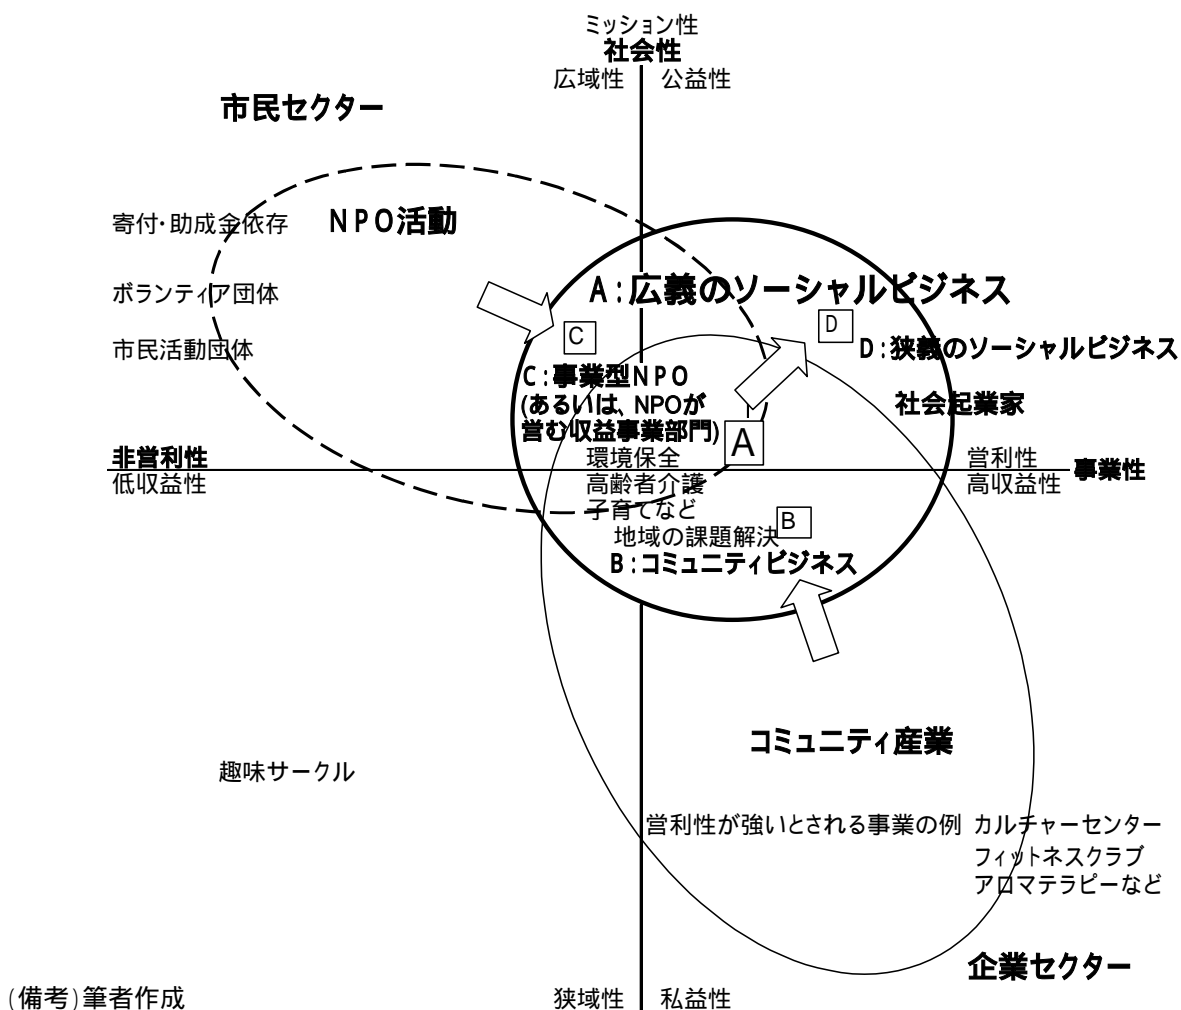 ミッション性
社会性
広域性 公益性
市民セクター
寄付・助成金依存 NPO活動
A:広義のソーシャルビジネス
ボランティア団体
C
D
市民活動団体
D:狭義のソーシャルビジネス
C:事業型NPO
(あるいは、NPOが
営む収益事業部門)
社会起業家
A
非営利性
低収益性
環境保全
高齢者介護
子育てなど
地域の課題解決
営利性
高収益性
事業性
B
B:コミュニティビジネス
コミュニティ産業
趣味サークル
営利性が強いとされる事業の例 カルチャーセンター
フィットネスクラブ
アロマテラピーなど
企業セクター
(備考)筆者作成
狭域性 私益性